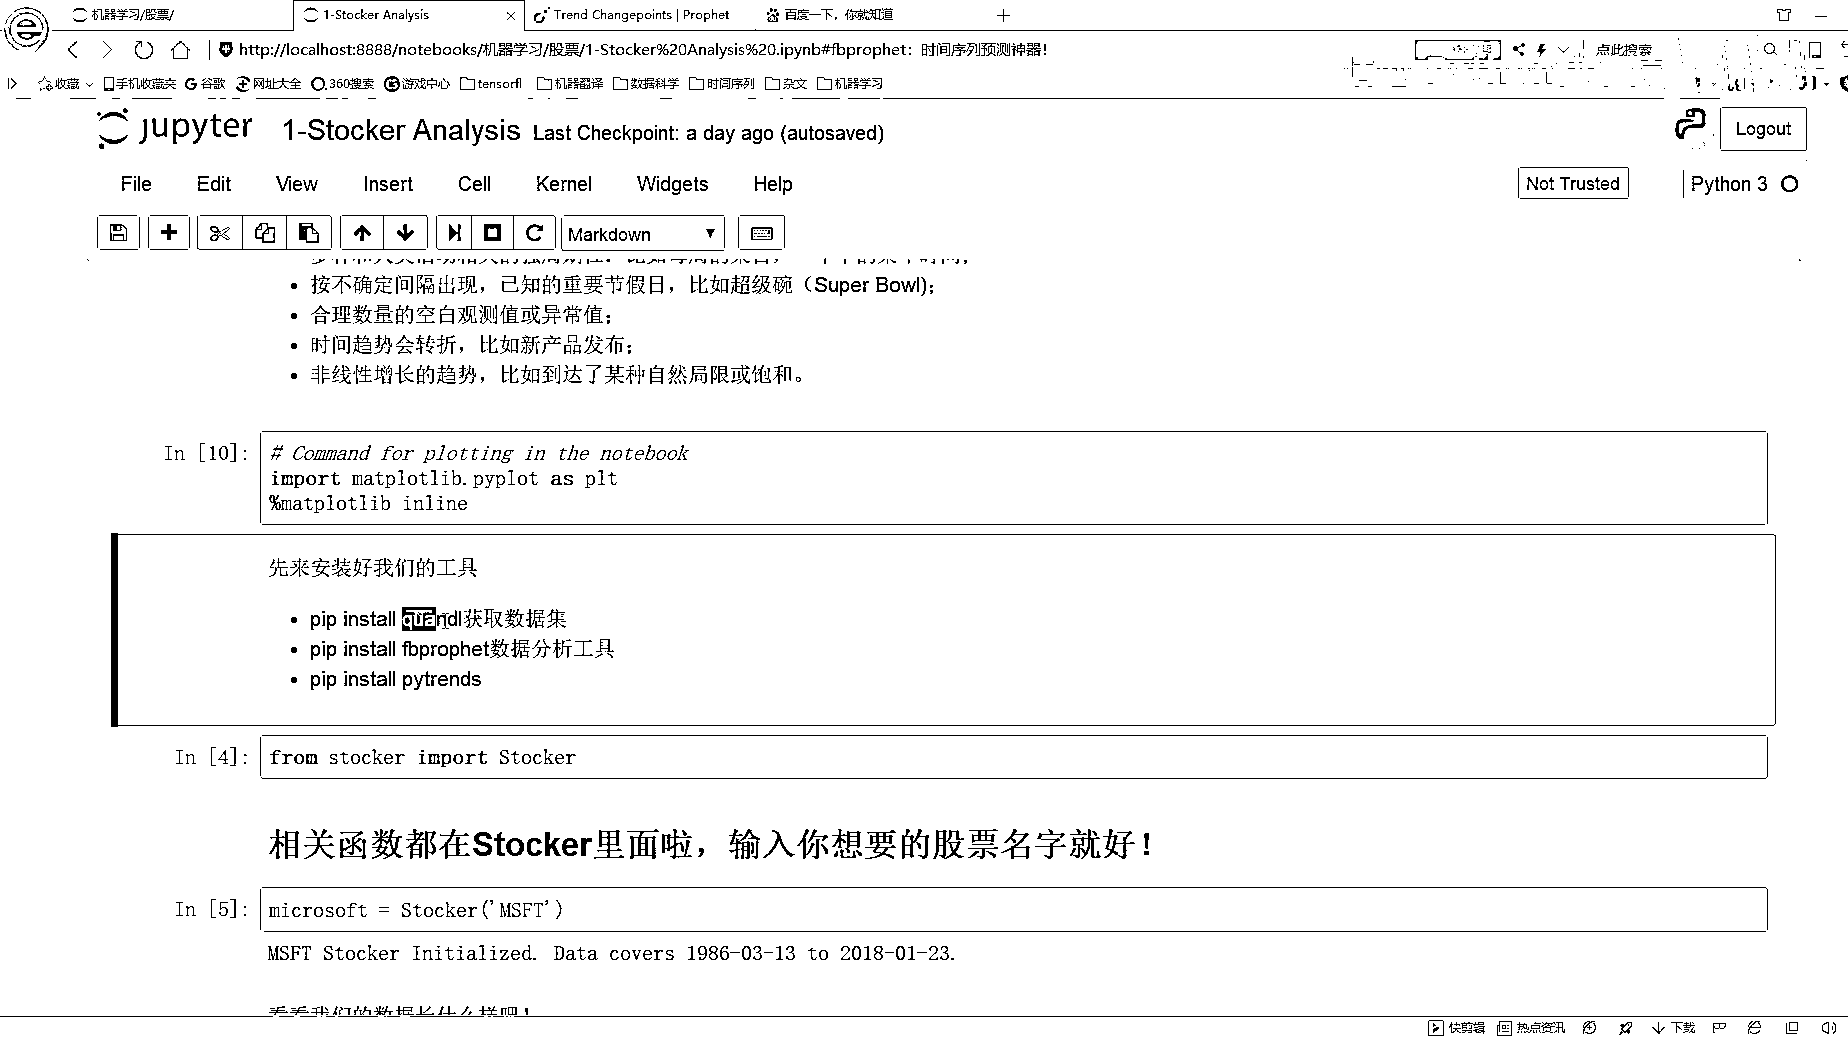 机器学习/股票/
1-Stocker Analysis
Trend Changepoints | Prophet
百度一下，你就知道
http://localhost:8888/notebooks/机器学习/股票/1-Stocker%20Analysis%20.ipynb#fbprophet：时间序列预测神器！
点此搜索
收藏 手机收藏夹 谷歌 网址大全 360搜索 游戏中心 tensorfl 机器翻译 数据科学 时间序列 杂文 机器学习
jupyter 1-Stocker Analysis Last Checkpoint: a day ago (autosaved)
Logout
File Edit View Insert Cell Kernel Widgets Help
Not Trusted
Python 3
Markdown
按不确定间隔出现，已知的重要节假日，比如超级碗（Super Bowl)；
合理数量的空白观测值或异常值；
时间趋势会转折，比如新产品发布；
非线性增长的趋势，比如到达了某种自然局限或饱和。
In [10]:
# Command for plotting in the notebook
import matplotlib.pyplot as plt
%matplotlib inline
先来安装好我们的工具
pip install quandl获取数据集
pip install fbprophet数据分析工具
pip install pytrends
In [4]:
from stocker import Stocker
相关函数都在Stocker里面啦，输入你想要的股票名字就好！
In [5]:
microsoft = Stocker('MSFT')
MSFT Stocker Initialized. Data covers 1986-03-13 to 2018-01-23.
看看我们的数据长什么样吧！
快剪辑 热点资讯 下载